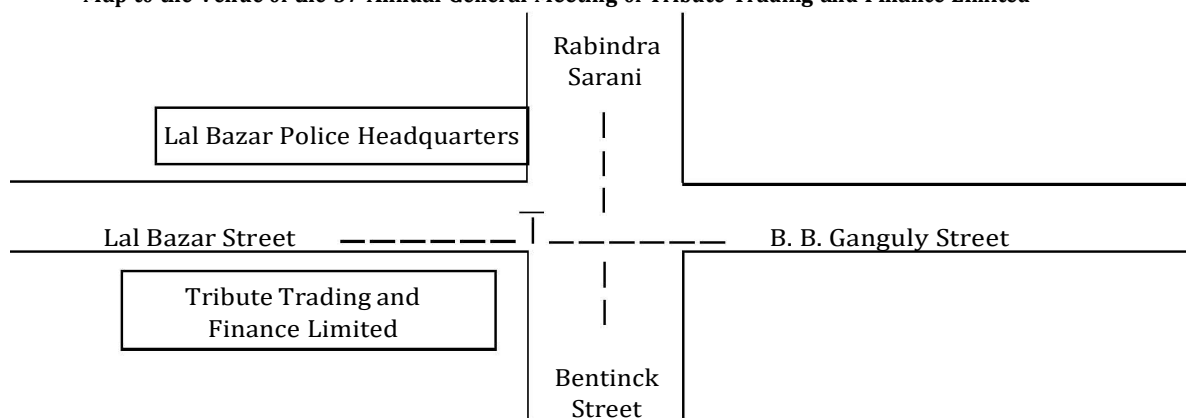 Map to the Venue of the Annual General Meeting of Tribute Trading and Finance Limited
Rabindra
Sarani
Lal Bazar Police Headquarters
Lal Bazar Street
B. B. Ganguly Street
Tribute Trading and
Finance Limited
Bentinck
Street